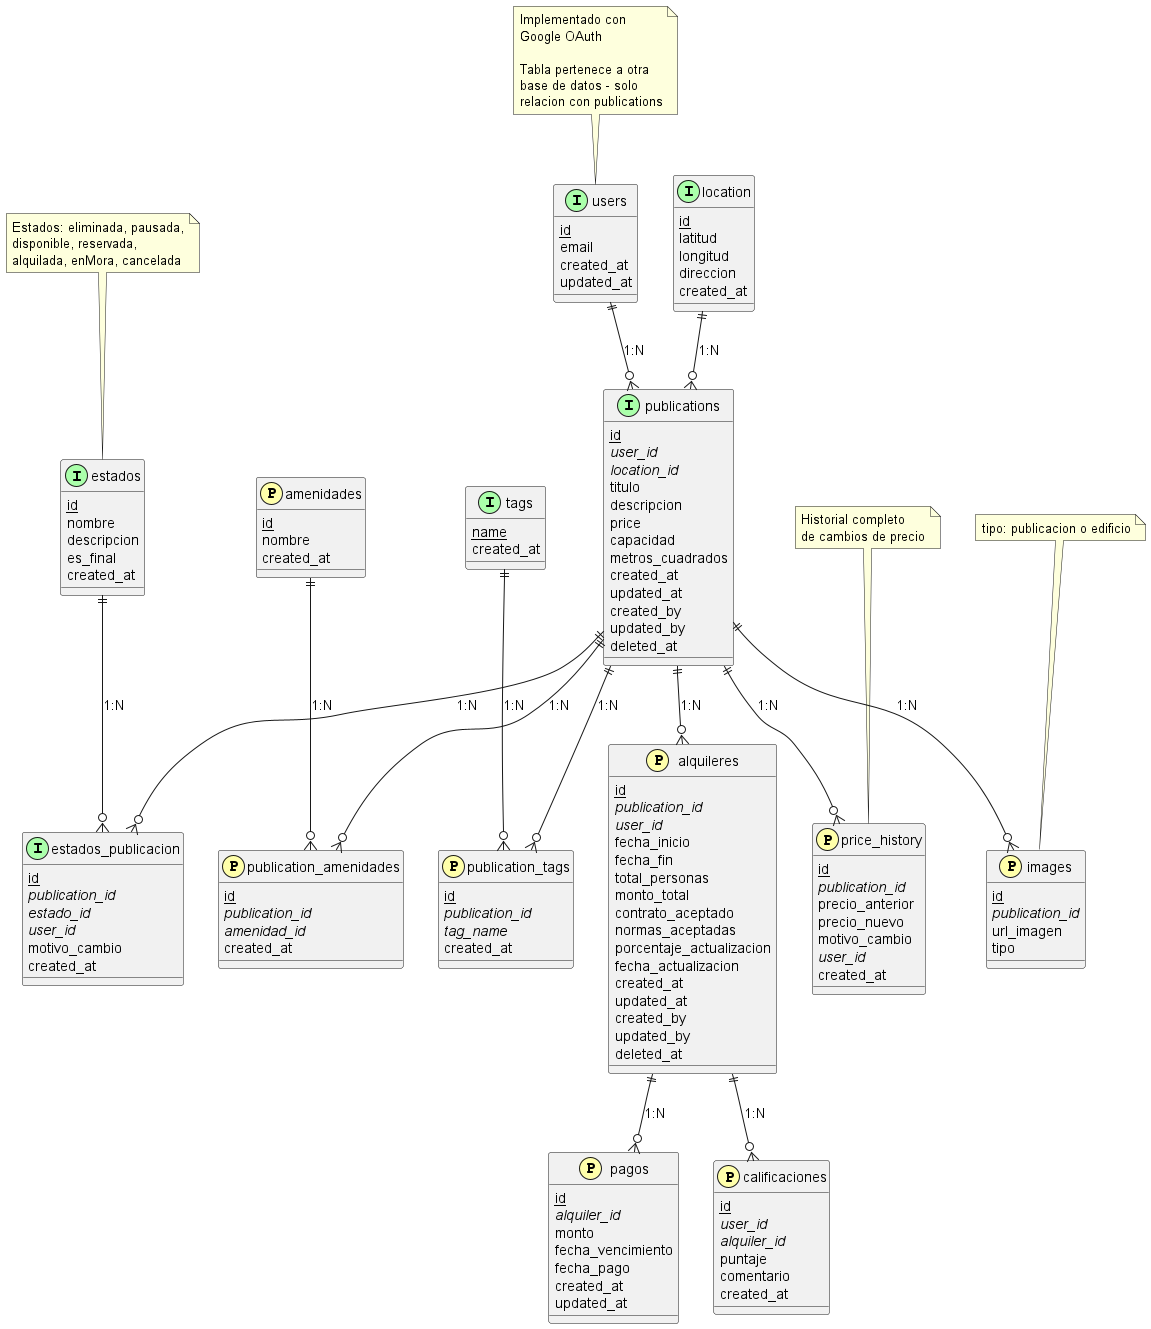 Implementado con
Google OAuth
Tabla pertenece a otra
base de datos - solo
relacion con publications
I users
id
email
created_at
updated_at
I location
id
latitud
longitud
direccion
created_at
Estados: eliminada, pausada,
disponible, reservada,
alquilada, enMora, cancelada
1:N
1:N
I publications
id
user_id
location_id
titulo
descripcion
price
capacidad
metros_cuadrados
created_at
updated_at
created_by
updated_by
deleted_at
I estados
id
nombre
descripcion
es_final
created_at
P amenidades
id
nombre
created_at
I tags
name
created_at
Historial completo
de cambios de precio
tipo: publicacion o edificio
1:N
1:N
1:N
1:N
1:N
1:N
1:N
1:N
1:N
I estados_publicacion
id
publication_id
estado_id
user_id
motivo_cambio
created_at
P publication_amenidades
id
publication_id
amenidad_id
created_at
P publication_tags
id
publication_id
tag_name
created_at
P alquileres
id
publication_id
user_id
fecha_inicio
fecha_fin
total_personas
monto_total
contrato_aceptado
normas_aceptadas
porcentaje_actualizacion
fecha_actualizacion
created_at
updated_at
created_by
updated_by
deleted_at
P price_history
id
publication_id
precio_anterior
precio_nuevo
motivo_cambio
user_id
created_at
P images
id
publication_id
url_imagen
tipo
1:N
1:N
P pagos
id
alquiler_id
monto
fecha_vencimiento
fecha_pago
created_at
updated_at
P calificaciones
id
user_id
alquiler_id
puntaje
comentario
created_at